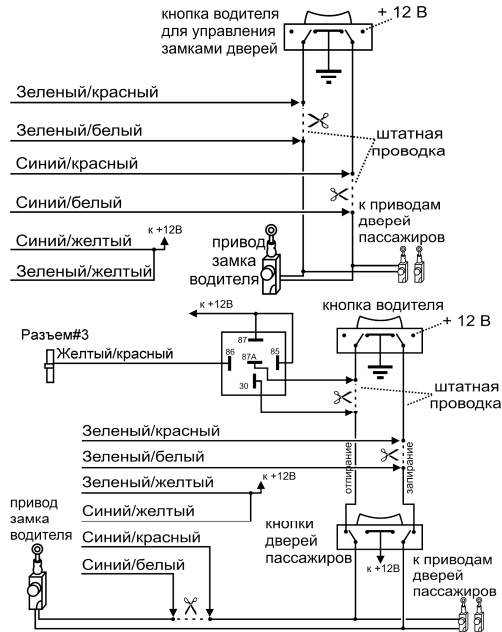 кнопка водителя
для управления
замками дверей
+ 12 В
Зеленый/красный
Зеленый/белый
штатная
проводка
Синий/красный
Синий/белый
к приводам
дверей
пассажиров
Синий/желтый
к +12В
Зеленый/желтый
привод
замка
водителя
к +12В
кнопка водителя
+ 12 В
Разъем#3
Желтый/красный
87
86
87А
85
30
штатная
проводка
Зеленый/красный
Зеленый/белый
Зеленый/желтый
к +12В
Синий/желтый
отпирание
запирание
привод
замка
водителя
Синий/красный
Синий/белый
кнопки
дверей
пассажиров
к +12В
к приводам
дверей
пассажиров